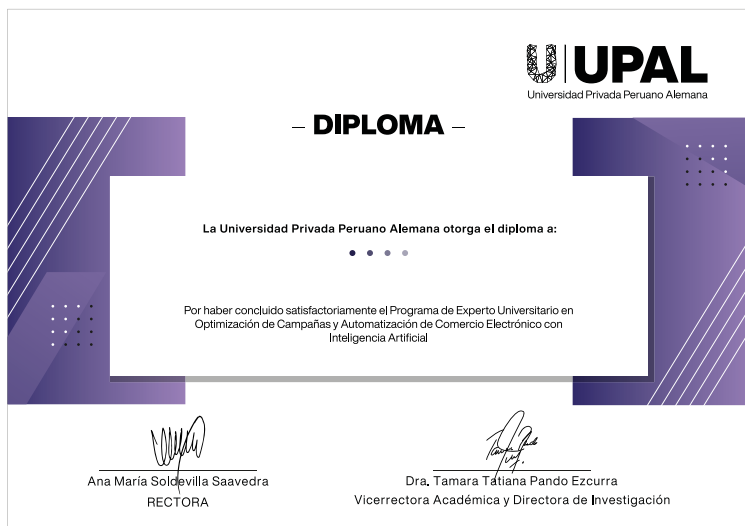 UPAL
Universidad Privada Peruano Alemana
– DIPLOMA –
La Universidad Privada Peruano Alemana otorga el diploma a:
Por haber concluido satisfactoriamente el Programa de Experto Universitario en
Optimización de Campañas y Automatización de Comercio Electrónico con
Inteligencia Artificial
Ana María Soldevilla Saavedra
RECTORA
Dra. Tamara Tatiana Pando Ezcurra
Vicerrectora Académica y Directora de Investigación